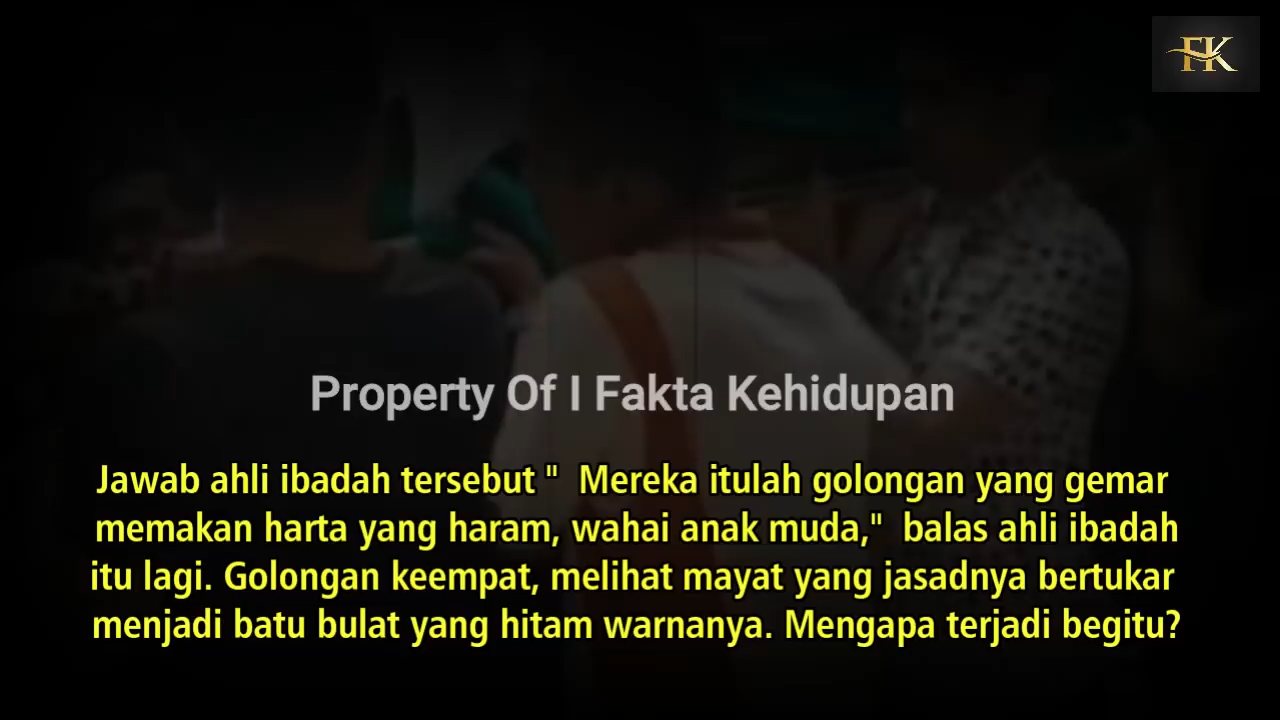 FK
Property Of I Fakta Kehidupan
Jawab ahli ibadah tersebut "  Mereka itulah golongan yang gemar
memakan harta yang haram, wahai anak muda,"  balas ahli ibadah
itu lagi. Golongan keempat, melihat mayat yang jasadnya bertukar
menjadi batu bulat yang hitam warnanya. Mengapa terjadi begitu?